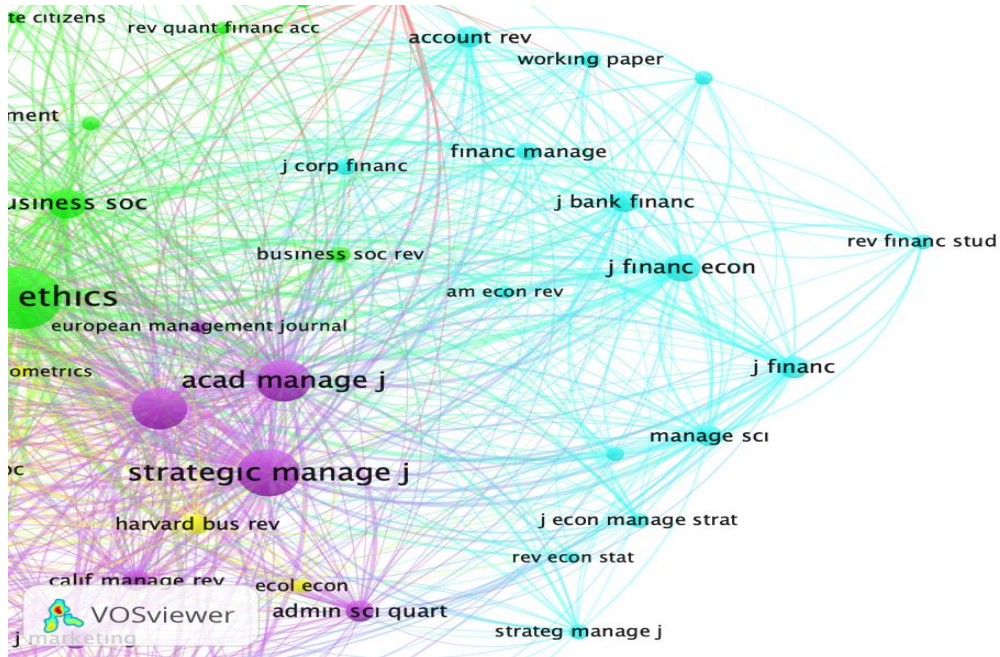 te citizens
rev quant financ acc
account rev
working paper
ment
j corp financ
financ manage
usiness soc
j bank financ
business soc rev
rev financ stud
j financ econ
ethics
am econ rev
european management journal
ometrics
acad manage j
j financ
manage sci
oc
strategic manage j
harvard bus rev
j econ manage strat
rev econ stat
calif manage rev
ecol econ
admin sci quart
VOSviewer
strateg manage j
j marketing